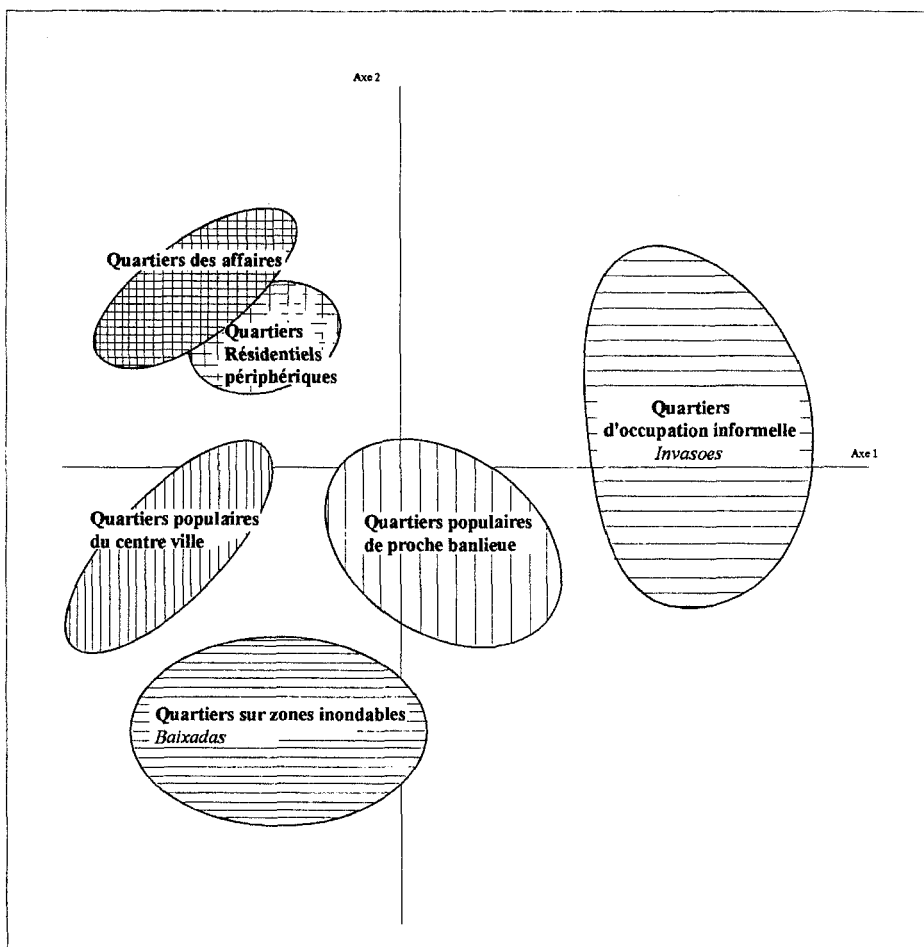 Axe 2
Quartiers des affaires
Quartiers
Résidentiels
périphériques
Quartiers
d'occupation informelle
Invasoes
Axe 1
Quartiers populaires
du centre ville
Quartiers populaires
de proche banlieue
Quartiers sur zones inondables
Baixadas